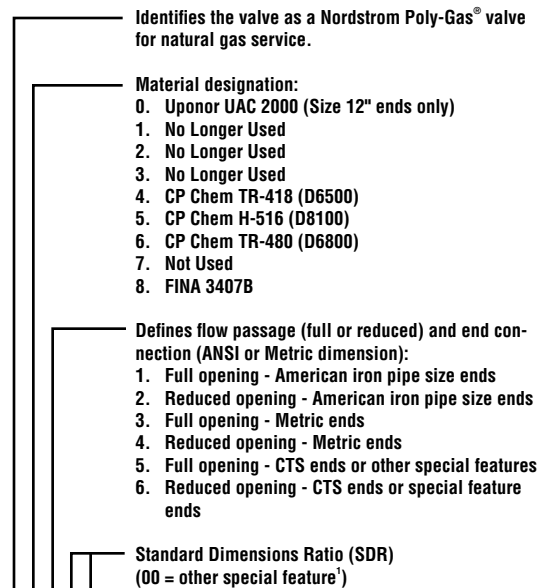 Identifies the valve as a Nordstrom Poly-Gas® valve
for natural gas service.
Material designation:
0. Uponor UAC 2000 (Size 12" ends only)
1. No Longer Used
2. No Longer Used
3. No Longer Used
4. CP Chem TR-418 (D6500)
5. CP Chem H-516 (D8100)
6. CP Chem TR-480 (D6800)
7. Not Used
8. FINA 3407B
Defines flow passage (full or reduced) and end con-
nection (ANSI or Metric dimension):
1. Full opening - American iron pipe size ends
2. Reduced opening - American iron pipe size ends
3. Full opening - Metric ends
4. Reduced opening - Metric ends
5. Full opening - CTS ends or other special features
6. Reduced opening - CTS ends or special feature
ends
Standard Dimensions Ratio (SDR)
(00 = other special feature¹)